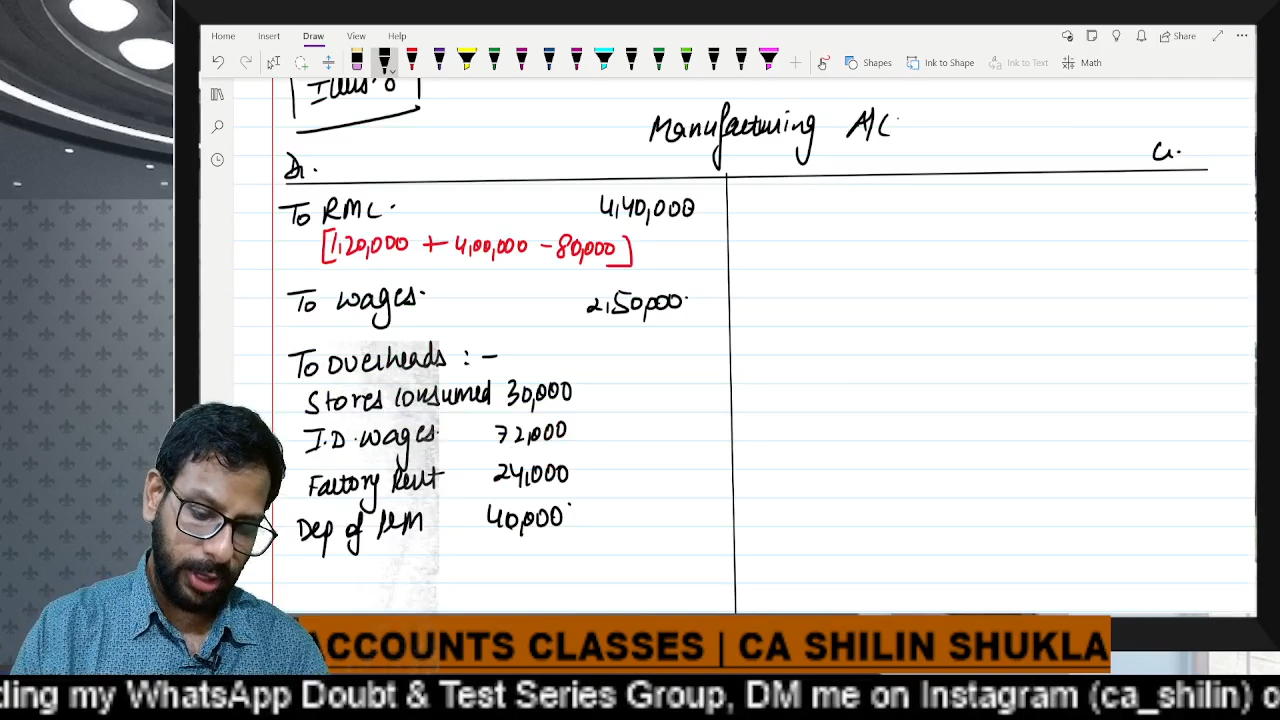 Home Insert Draw View Help Share
Shapes Ink to Shape Ink to Text Math
Illus. 8
Manufacturing A/C
Dr. Cr.
To RMC. 4,40,000
[1,20,000 + 4,00,000 - 80,000]
To wages. 2,50,000
To Overheads :-
Stores Consumed 30,000
I.D. wages 72,000
Factory Rent 24,000
Dep of P&M 40,000
ACCOUNTS CLASSES | CA SHILIN SHUKLA
ding my WhatsApp Doubt & Test Series Group, DM me on Instagram (ca_shilin) o